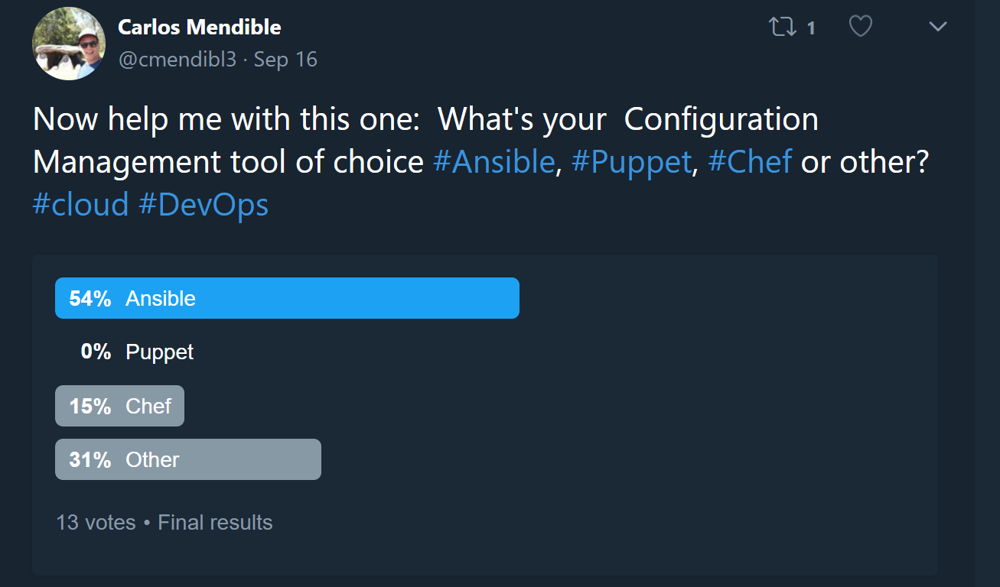 Carlos Mendible
@cmendibl3 · Sep 16
1
Now help me with this one:  What's your  Configuration
Management tool of choice #Ansible, #Puppet, #Chef or other?
#cloud #DevOps
54% Ansible
0% Puppet
15% Chef
31% Other
13 votes • Final results